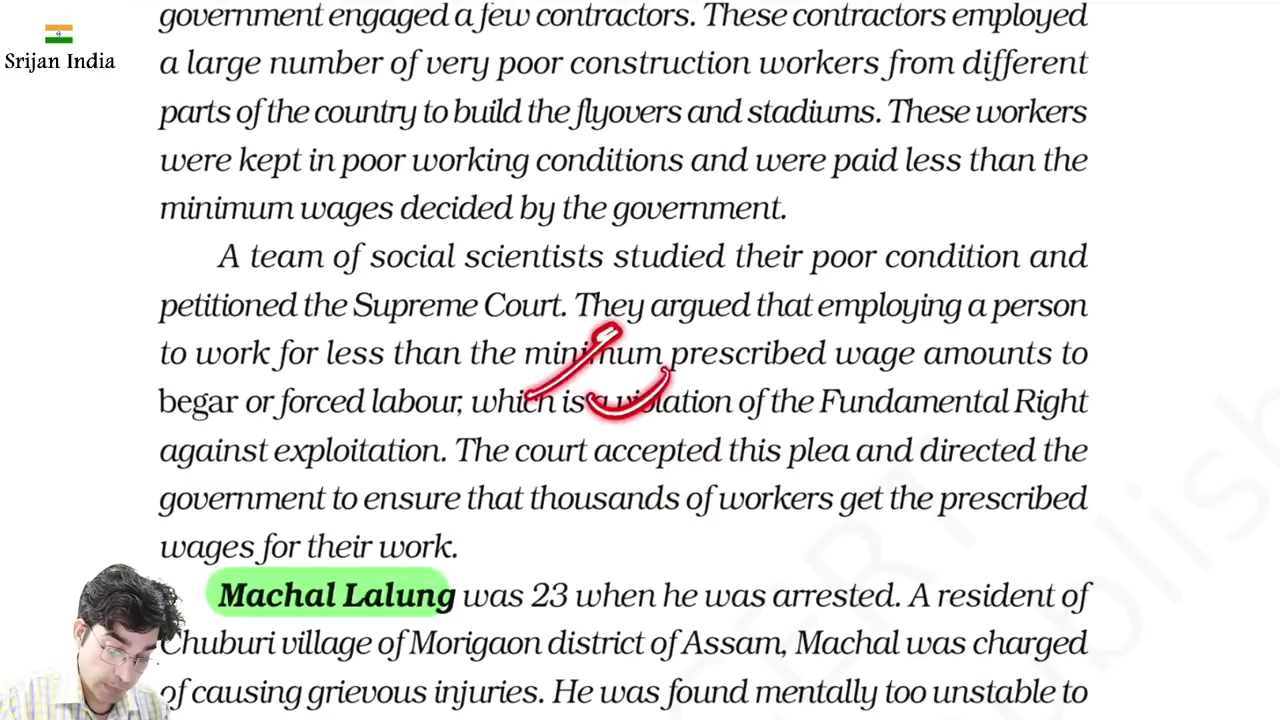 Srijan India
government engaged a few contractors. These contractors employed
a large number of very poor construction workers from different
parts of the country to build the flyovers and stadiums. These workers
were kept in poor working conditions and were paid less than the
minimum wages decided by the government.
A team of social scientists studied their poor condition and
petitioned the Supreme Court. They argued that employing a person
to work for less than the minimum prescribed wage amounts to
begar or forced labour, which is a violation of the Fundamental Right
against exploitation. The court accepted this plea and directed the
government to ensure that thousands of workers get the prescribed
wages for their work.
Machal Lalung was 23 when he was arrested. A resident of
Chuburi village of Morigaon district of Assam, Machal was charged
of causing grievous injuries. He was found mentally too unstable to